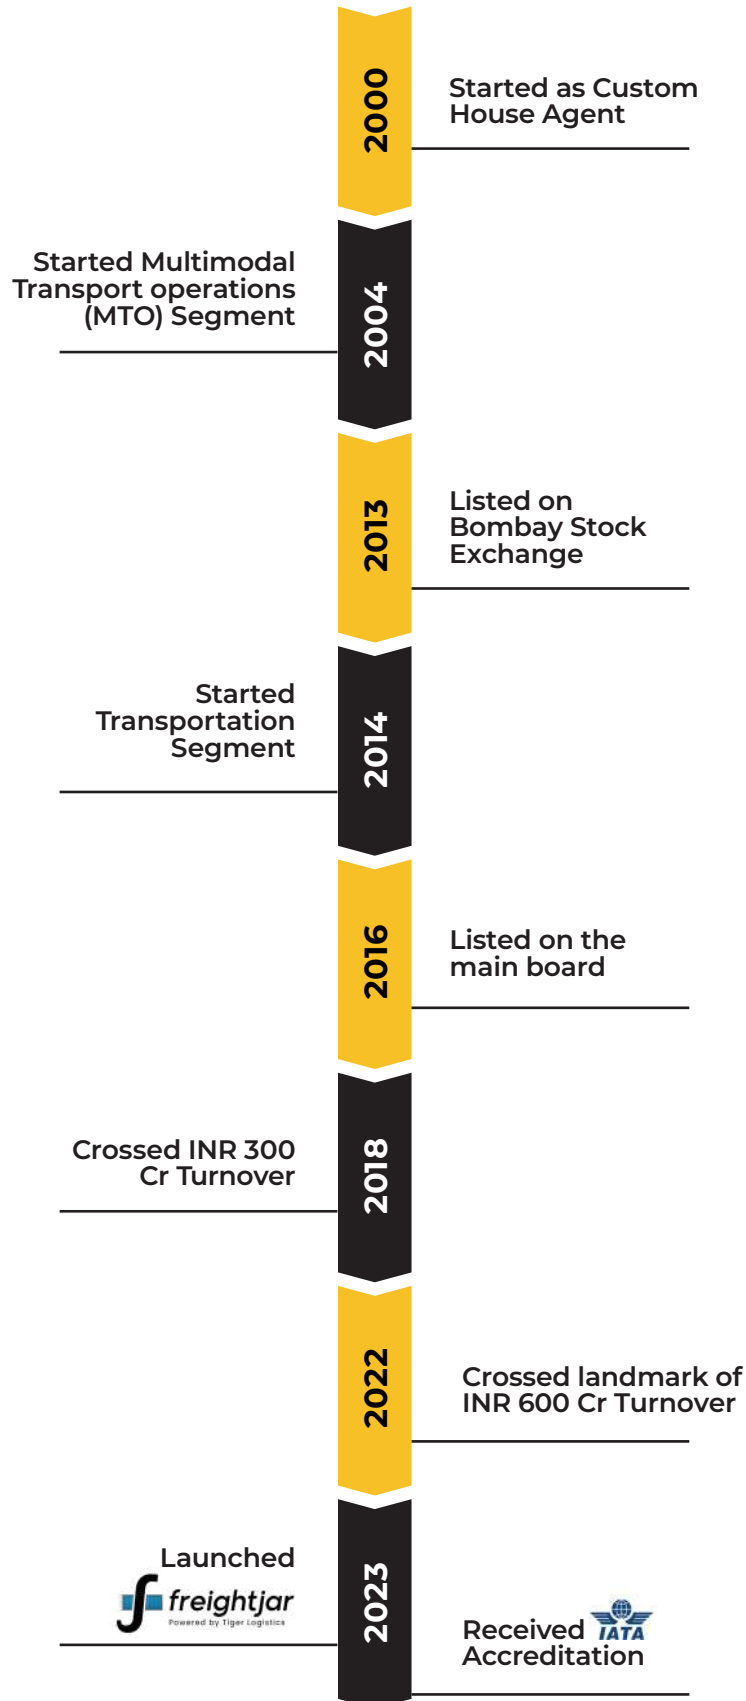 2000
Started as Custom
House Agent
Started Multimodal
Transport operations
(MTO) Segment
2004
2013
Listed on
Bombay Stock
Exchange
Started
Transportation
Segment
2014
2016
Listed on the
main board
Crossed INR 300
Cr Turnover
2018
2022
Crossed landmark of
INR 600 Cr Turnover
Launched
freightjar
Powered by Tiger Logistics
2023
Received IATA
Accreditation